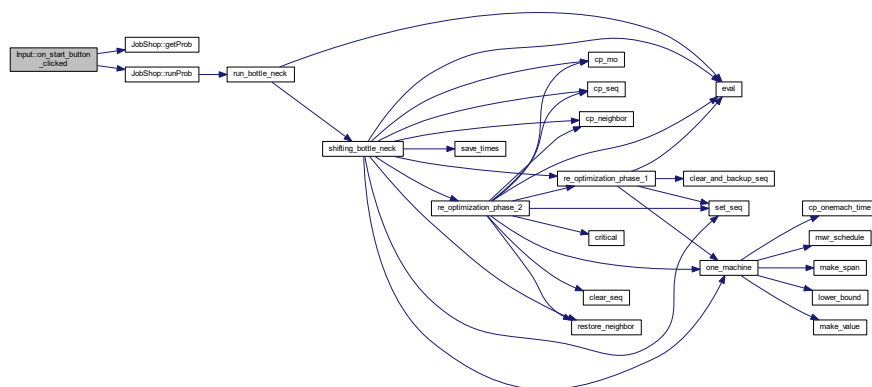 Input::on_start_button
_clicked
JobShop::getProb
JobShop::runProb
run_bottle_neck
shifting_bottle_neck
cp_mo
cp_seq
cp_neighbor
save_times
eval
re_optimization_phase_1
re_optimization_phase_2
clear_and_backup_seq
set_seq
critical
one_machine
clear_seq
restore_neighbor
cp_onemach_time
mwr_schedule
make_span
lower_bound
make_value